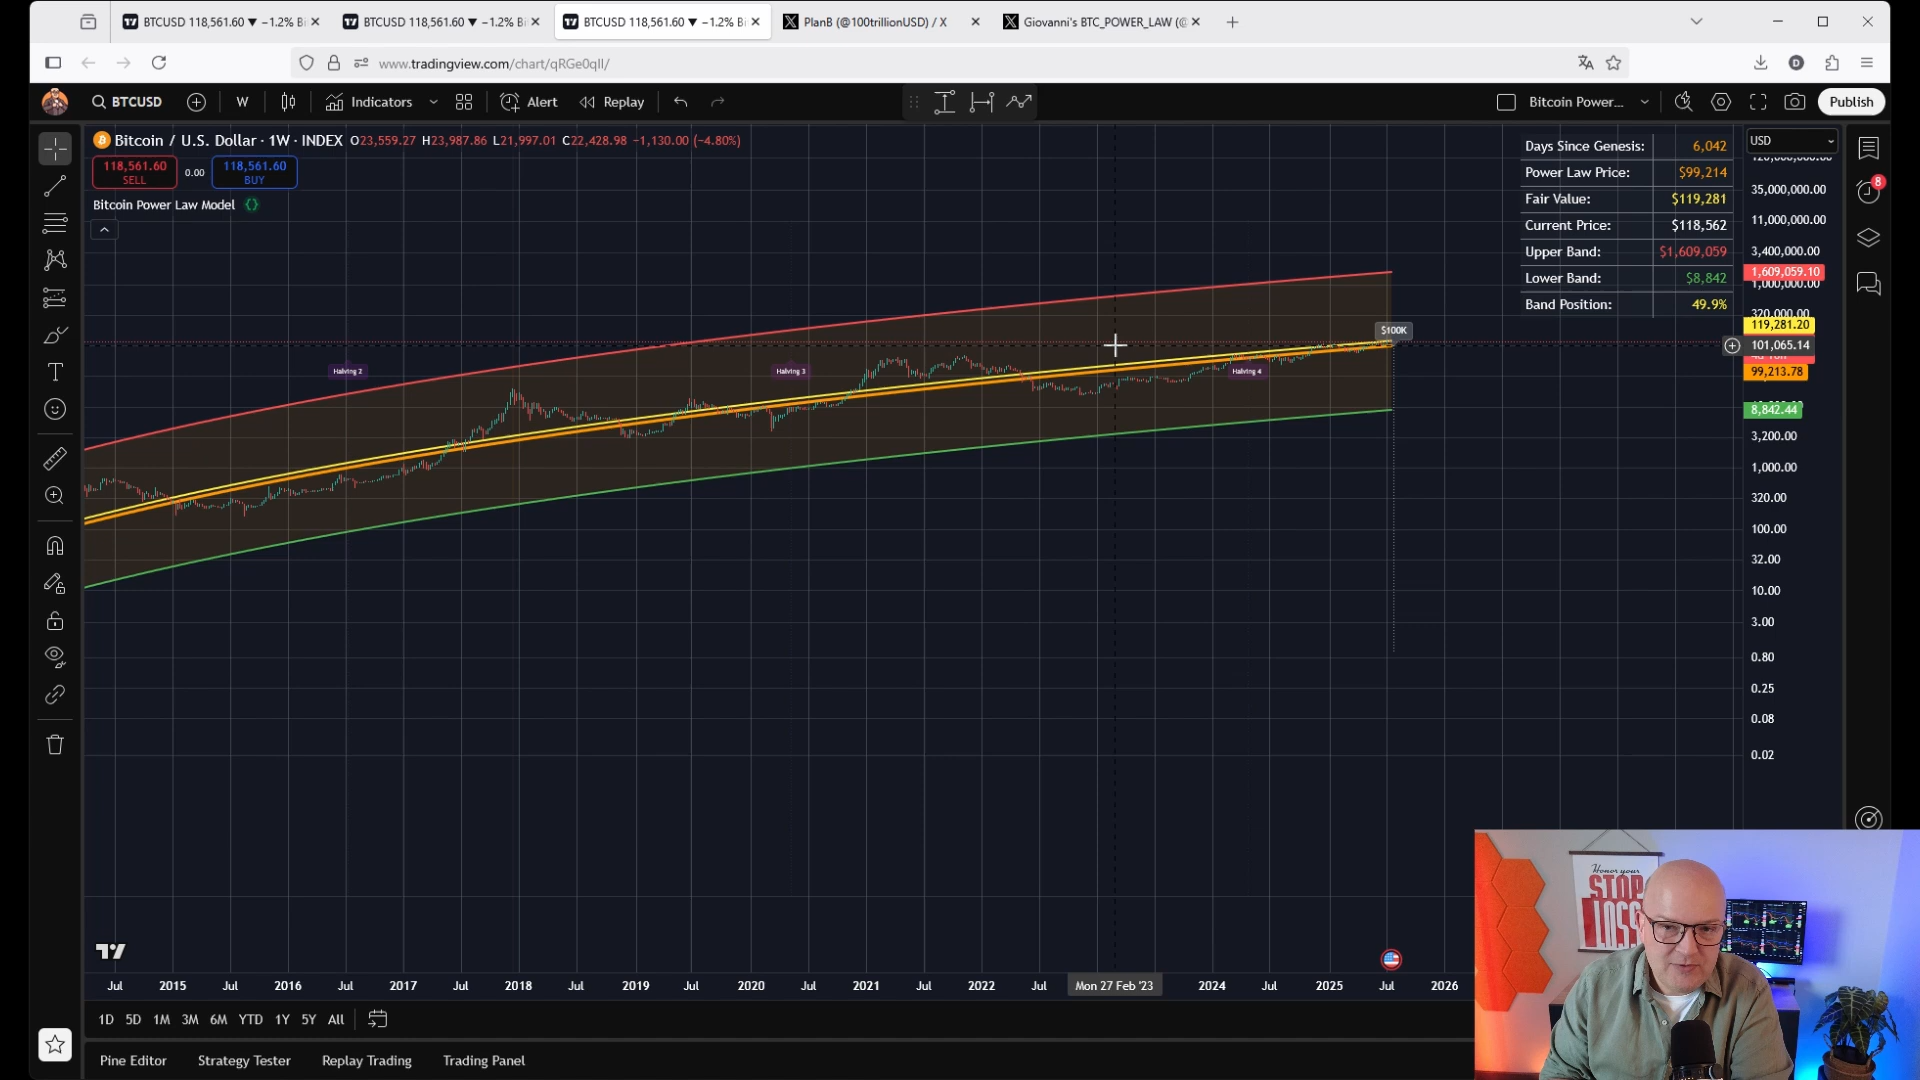 BTCUSD 118,561.60 ▼ −1.2% Bi
BTCUSD 118,561.60 ▼ −1.2% Bi
BTCUSD 118,561.60 ▼ −1.2% B
PlanB (@100trillionUSD) / X
Giovanni's BTC_POWER_LAW (@
www.tradingview.com/chart/qRGe0qlI/
D
BTCUSD
W
Indicators
Alert
Replay
Bitcoin Power...
Publish
Bitcoin / U.S. Dollar · 1W · INDEX O23,559.27 H23,987.86 L21,997.01 C22,428.98 −1,130.00 (−4.80%)
118,561.60
SELL
0.00
118,561.60
BUY
Bitcoin Power Law Model
Days Since Genesis: 6,042
Power Law Price: $99,214
Fair Value: $119,281
Current Price: $118,562
Upper Band: $1,609,059
Lower Band: $8,842
Band Position: 49.9%
USD
35,000,000.00
11,000,000.00
3,400,000.00
1,609,059.10
1,000,000.00
320,000.00
119,281.20
101,065.14
99,213.78
8,842.44
3,200.00
1,000.00
320.00
100.00
32.00
10.00
3.00
0.80
0.25
0.08
0.02
8
$100K
Halving 2
Halving 3
Halving 4
Jul 2015 Jul 2016 Jul 2017 Jul 2018 Jul 2019 Jul 2020 Jul 2021 Jul 2022 Jul Mon 27 Feb '23 2024 Jul 2025 Jul 2026
1D 5D 1M 3M 6M YTD 1Y 5Y All
Pine Editor Strategy Tester Replay Trading Trading Panel
Honor your
STOP
LOSS